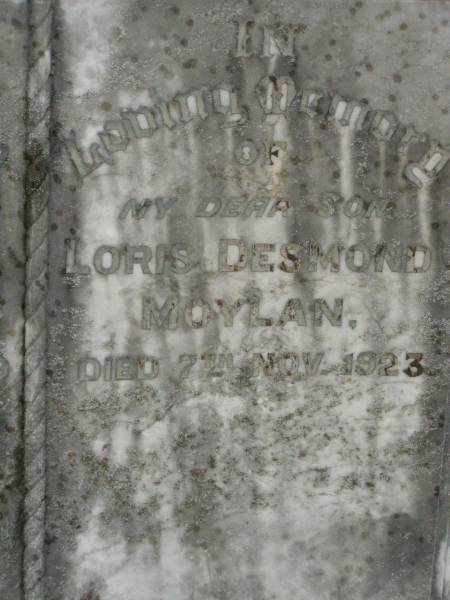 IN
Loving Memory
OF
MY DEAR SON
LORIS DESMOND
MOYLAN,
DIED 7TH NOV. 1923.